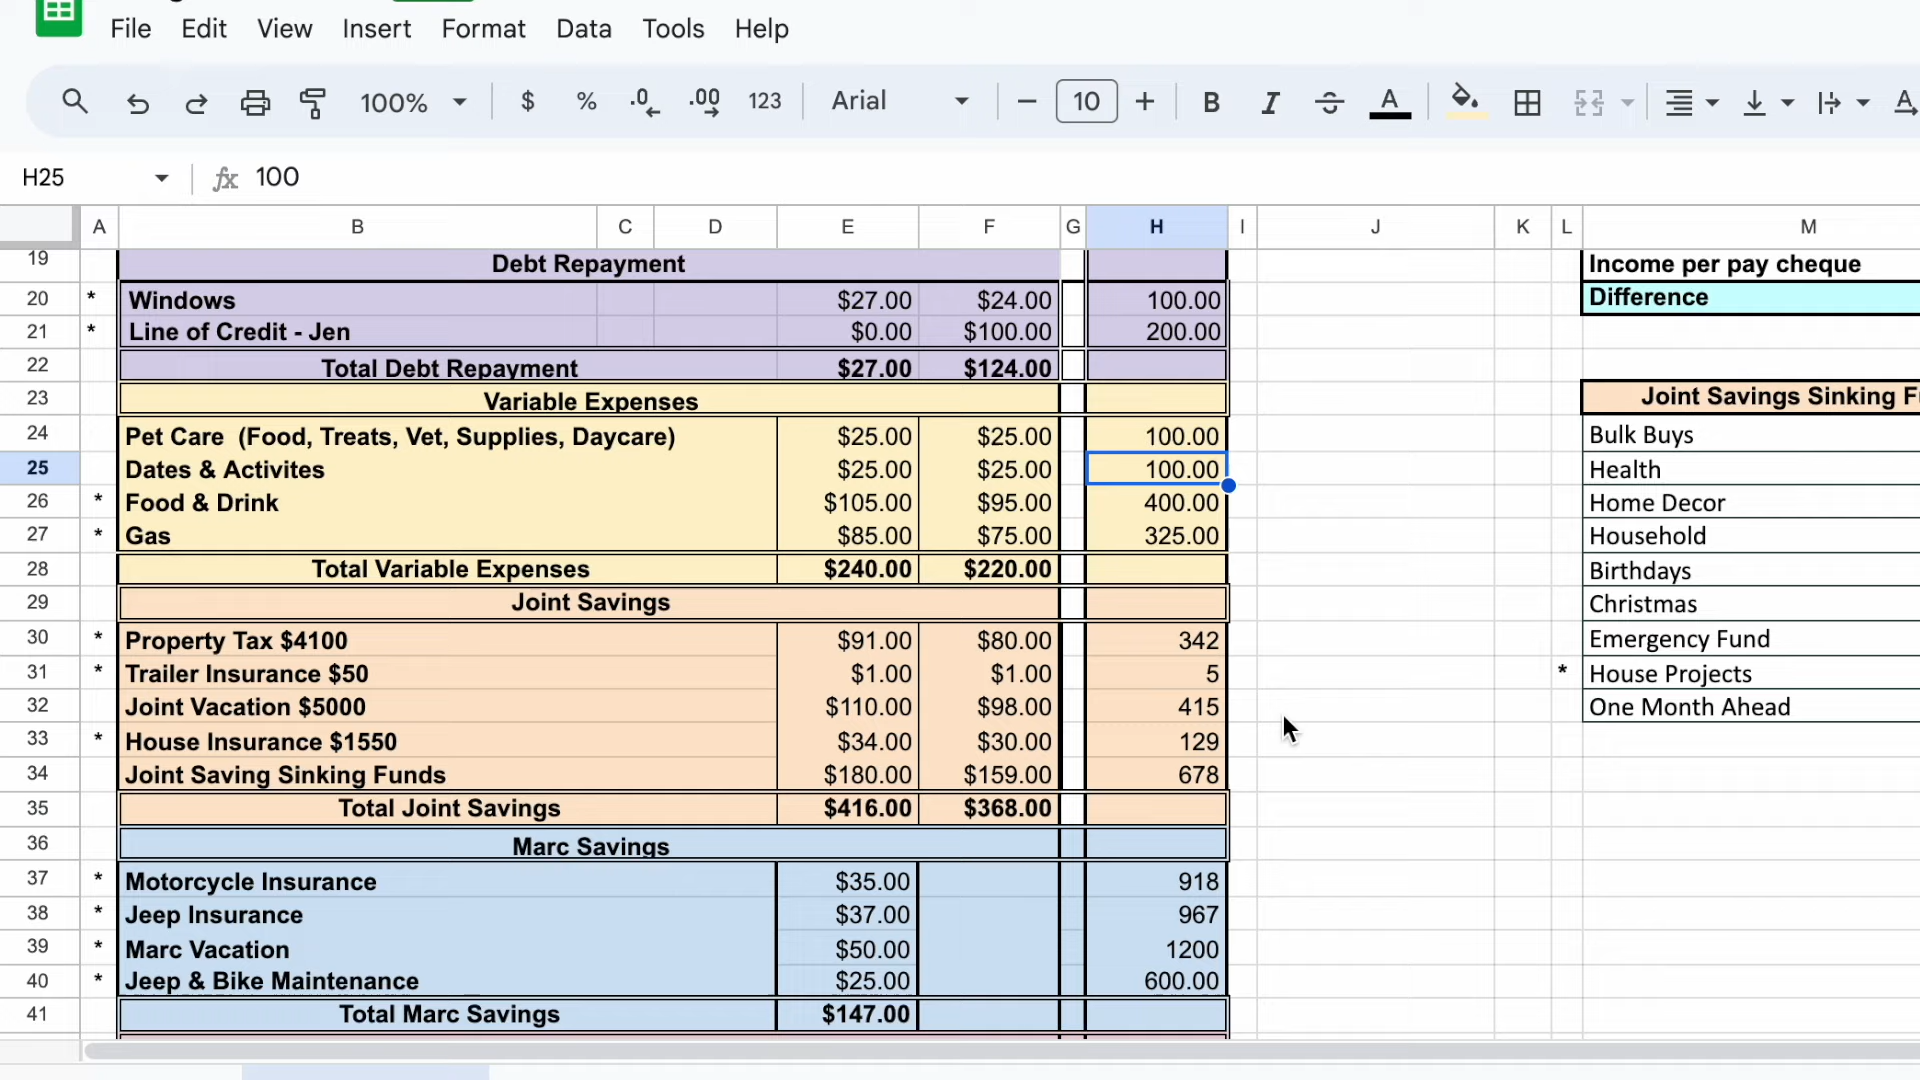 File Edit View Insert Format Data Tools Help
100% $ % .0 .00 123 Arial 10 B I A A
H25 fx 100
A B C D E F G H I J K L M
19 Debt Repayment Income per pay cheque
20 * Windows $27.00 $24.00 100.00 Difference
21 * Line of Credit - Jen $0.00 $100.00 200.00
22 Total Debt Repayment $27.00 $124.00
23 Variable Expenses Joint Savings Sinking F
24 Pet Care (Food, Treats, Vet, Supplies, Daycare) $25.00 $25.00 100.00 Bulk Buys
25 Dates & Activites $25.00 $25.00 100.00 Health
26 * Food & Drink $105.00 $95.00 400.00 Home Decor
27 * Gas $85.00 $75.00 325.00 Household
28 Total Variable Expenses $240.00 $220.00 Birthdays
29 Joint Savings Christmas
30 * Property Tax $4100 $91.00 $80.00 342 Emergency Fund
31 * Trailer Insurance $50 $1.00 $1.00 5 * House Projects
32 Joint Vacation $5000 $110.00 $98.00 415 One Month Ahead
33 * House Insurance $1550 $34.00 $30.00 129
34 Joint Saving Sinking Funds $180.00 $159.00 678
35 Total Joint Savings $416.00 $368.00
36 Marc Savings
37 * Motorcycle Insurance $35.00 918
38 * Jeep Insurance $37.00 967
39 * Marc Vacation $50.00 1200
40 * Jeep & Bike Maintenance $25.00 600.00
41 Total Marc Savings $147.00